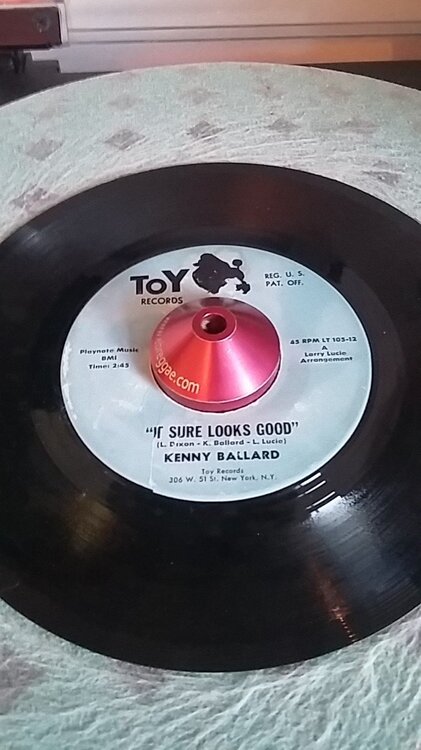 TOY
RECORDS
REG. U. S.
PAT. OFF.
Playnote Music
BMI
Time: 2:45
45 RPM LT 105-12
A
Larry Lucie
Arrangement
eggae.com
"IT SURE LOOKS GOOD"
(L. Dixon - K. Ballard - L. Lucie)
KENNY BALLARD
Toy Records
306 W. 51 St. New York, N.Y.